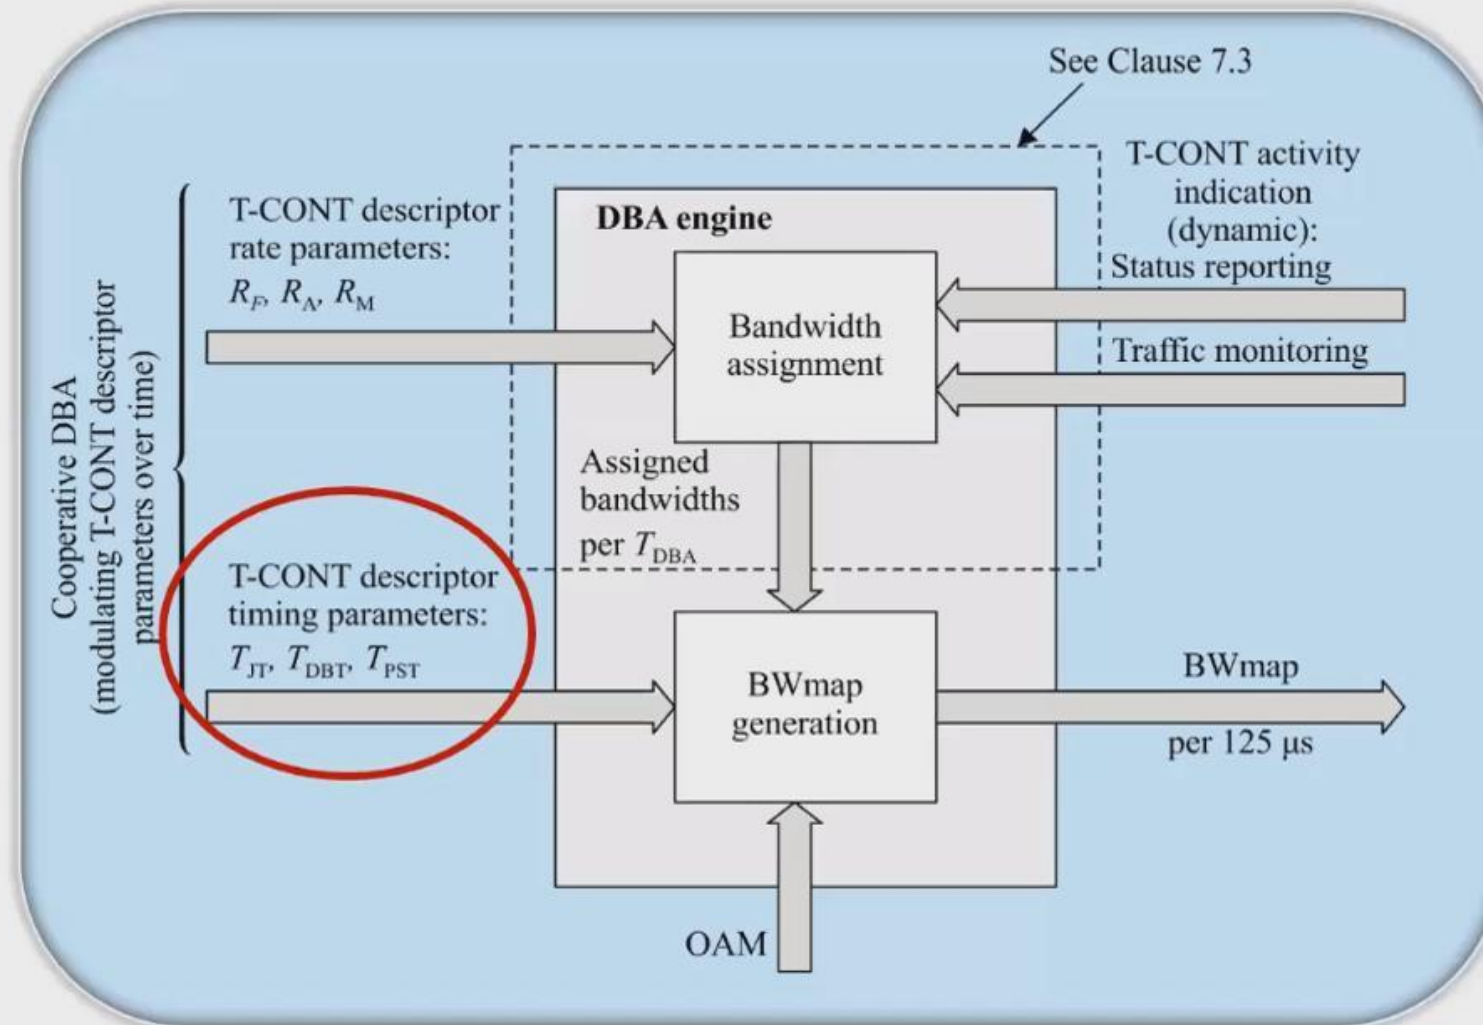 See Clause 7.3
T-CONT activity
indication
(dynamic):
Status reporting
Traffic monitoring
T-CONT descriptor
rate parameters:
R_F, R_A, R_M
DBA engine
Bandwidth
assignment
Cooperative DBA
(modulating T-CONT descriptor
parameters over time)
Assigned
bandwidths
per T_DBA
T-CONT descriptor
timing parameters:
T_JT, T_DBT, T_PST
BWmap
generation
BWmap
per 125 μs
OAM